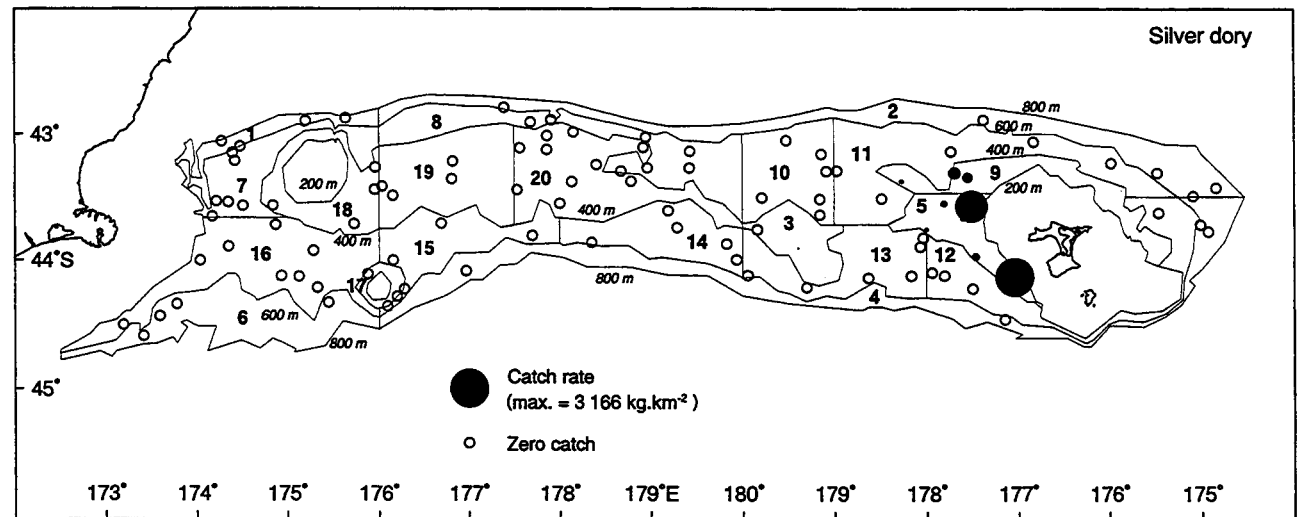 Silver dory
43°
44°S
45°
2
800 m
600 m
1
8
400 m
10
11
9
7
200 m
19
20
200 m
18
400 m
5
3
400 m
16
15
14
13
12
17
800 m
4
6
600 m
800 m
Catch rate
(max. = 3 166 kg.km⁻² )
Zero catch
173° 174° 175° 176° 177° 178° 179°E 180° 179° 178° 177° 176° 175°